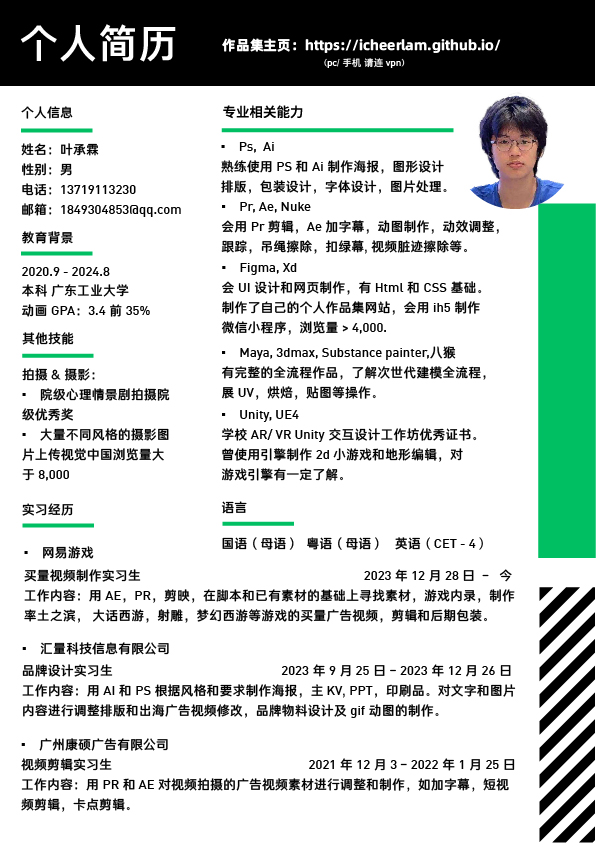 个人简历
作品集主页：https://icheerlam.github.io/
(pc/ 手机 请连 vpn)
个人信息
姓名：叶承霖
性别：男
电话：13719113230
邮箱：1849304853@qq.com
教育背景
2020.9 - 2024.8
本科 广东工业大学
动画 GPA：3.4 前 35%
其他技能
拍摄 & 摄影：
▪ 院级心理情景剧拍摄院
级优秀奖
▪ 大量不同风格的摄影图
片上传视觉中国浏览量大
于 8,000
专业相关能力
▪ Ps, Ai
熟练使用 PS 和 Ai 制作海报，图形设计
排版，包装设计，字体设计，图片处理。
▪ Pr, Ae, Nuke
会用 Pr 剪辑，Ae 加字幕，动图制作，动效调整，
跟踪，吊绳擦除，扣绿幕, 视频脏迹擦除等。
▪ Figma, Xd
会 UI 设计和网页制作，有 Html 和 CSS 基础。
制作了自己的个人作品集网站，会用 ih5 制作
微信小程序，浏览量 > 4,000.
▪ Maya, 3dmax, Substance painter,八猴
有完整的全流程作品，了解次世代建模全流程，
展 UV，烘焙，贴图等操作。
▪ Unity, UE4
学校 AR/ VR Unity 交互设计工作坊优秀证书。
曾使用引擎制作 2d 小游戏和地形编辑，对
游戏引擎有一定了解。
语言
国语（母语） 粤语（母语） 英语（CET - 4 ）
实习经历
▪ 网易游戏
买量视频制作实习生 2023 年 12 月 28 日 – 今
工作内容：用 AE，PR，剪映，在脚本和已有素材的基础上寻找素材，游戏内录，制作
率土之滨， 大话西游，射雕，梦幻西游等游戏的买量广告视频，剪辑和后期包装。
▪ 汇量科技信息有限公司
品牌设计实习生 2023 年 9 月 25 日 – 2023 年 12 月 26 日
工作内容：用 AI 和 PS 根据风格和要求制作海报，主 KV, PPT，印刷品。对文字和图片
内容进行调整排版和出海广告视频修改，品牌物料设计及 gif 动图的制作。
▪ 广州康硕广告有限公司
视频剪辑实习生 2021 年 12 月 3 – 2022 年 1 月 25 日
工作内容：用 PR 和 AE 对视频拍摄的广告视频素材进行调整和制作，如加字幕，短视
频剪辑，卡点剪辑。